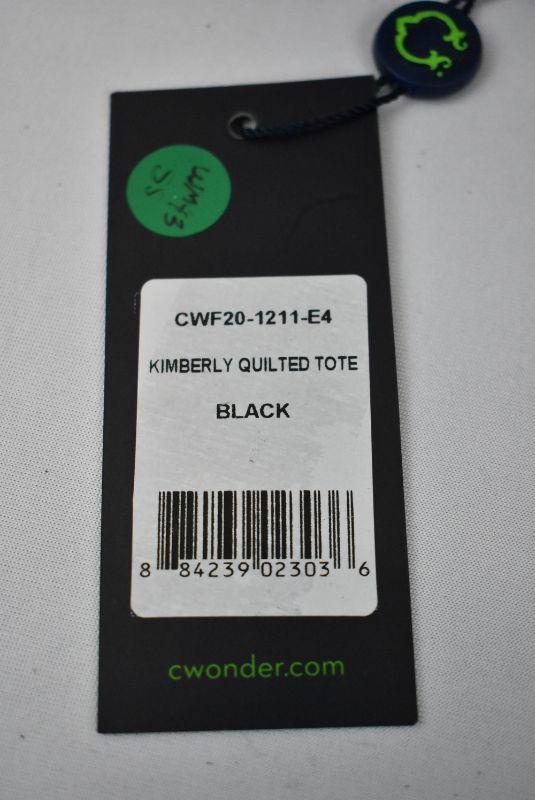 CWF20-1211-E4
KIMBERLY QUILTED TOTE
BLACK
8 84239 02303 6
cwonder.com